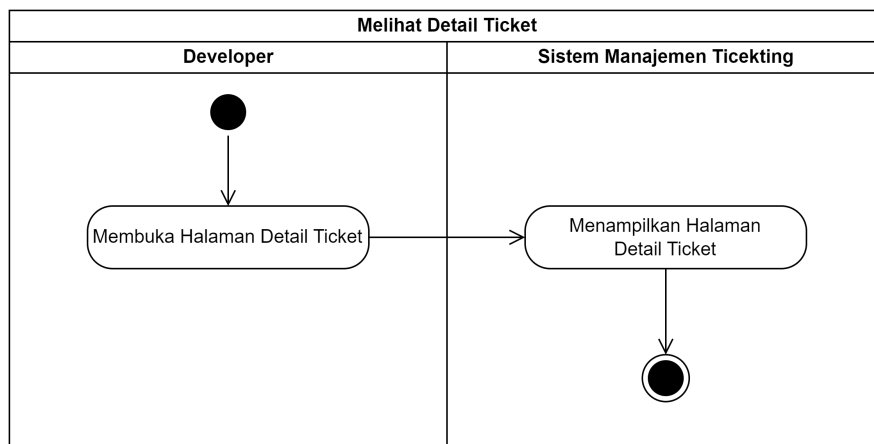 Melihat Detail Ticket
Developer
Sistem Manajemen Ticekting
Membuka Halaman Detail Ticket
Menampilkan Halaman
Detail Ticket